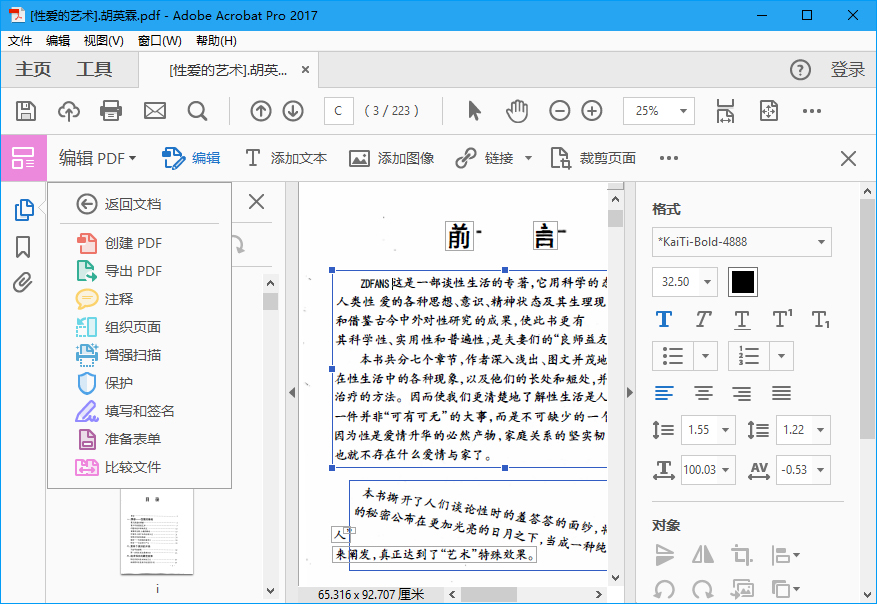 [性爱的艺术].胡英霖.pdf - Adobe Acrobat Pro 2017
文件 编辑 视图(V) 窗口(W) 帮助(H)
主页 工具 [性爱的艺术].胡英... × ? 登录
C ( 3 / 223 ) 25%
编辑 PDF 编辑 添加文本 添加图像 链接 裁剪页面
返回文档
创建 PDF
导出 PDF
注释
组织页面
增强扫描
保护
填写和签名
准备表单
比较文件
目 录
i
前 言
ZDFANS 这是一部谈性生活的专著,它用科学的态
人类性 爱的各种思想、意识、精神状态及其生理现
和借鉴古今中外对性研究的成果,使此书更有
其科学性、实用性和普遍性,是夫妻们的“良师益友
本书共分七个章节,作者深入浅出、图文并茂地
在性生活中的各种现象,以及他们的长处和短处,并
治疗的方法。因而使我们更清楚地了解性生活是人
一件并非“可有可无”的大事,而是不可缺少的一个
因为性是爱情升华的必然产物,家庭关系的坚实韧
也就不存在什么爱情与家了。
本书撕开了人们谈论性时的羞答答的面纱,
的秘密公布在更加光亮的日月之下,当成一种纯
人
来阐发,真正达到了“艺术”特殊效果。
65.316 x 92.707 厘米
格式
*KaiTi-Bold-4888
32.50
T T T T1 T1
1.55 1.22
100.03 AV -0.53
对象